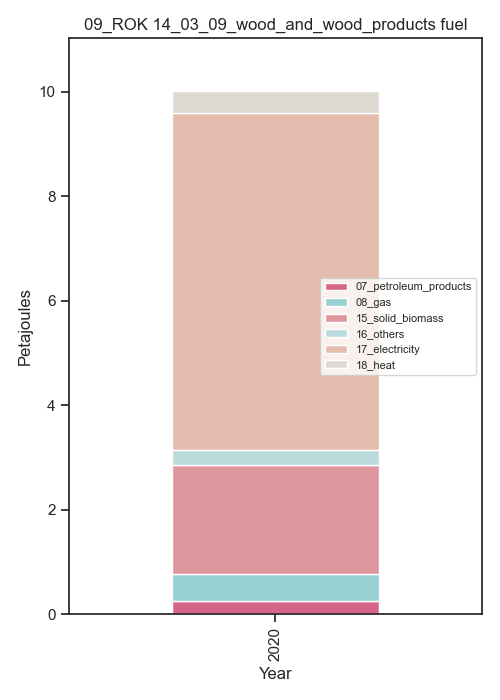 09_ROK 14_03_09_wood_and_wood_products fuel
Petajoules
10
8
6
4
2
0
07_petroleum_products
08_gas
15_solid_biomass
16_others
17_electricity
18_heat
2020
Year